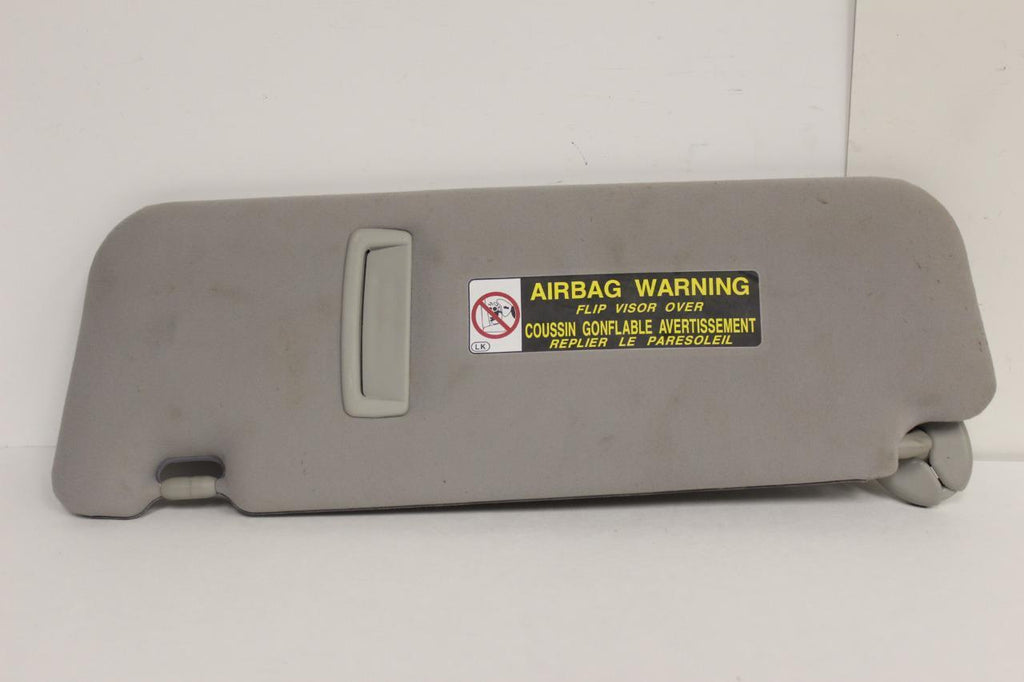 AIRBAG WARNING
FLIP VISOR OVER
COUSSIN GONFLABLE AVERTISSEMENT
REPLIER LE PARESOLEIL
LK